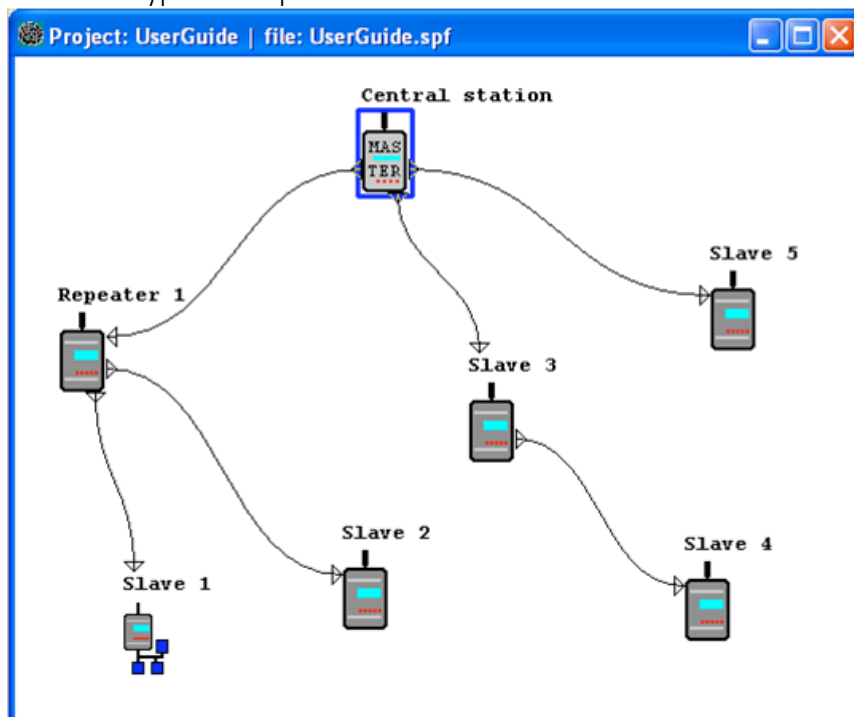 Project: UserGuide | file: UserGuide.spf
Central station
MAS
TER
Slave 5
Repeater 1
Slave 3
Slave 2
Slave 4
Slave 1